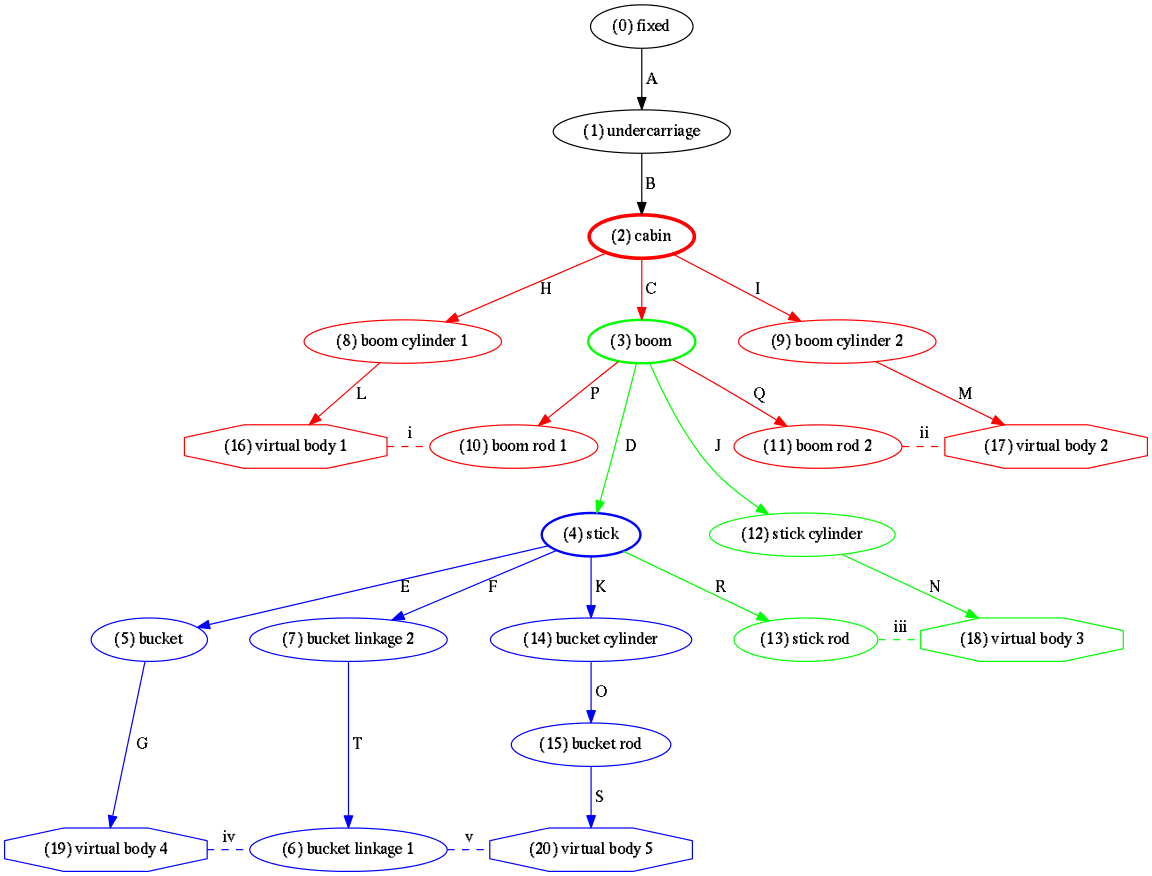 (0) fixed
A
(1) undercarriage
B
(2) cabin
H
C
I
(8) boom cylinder 1
(3) boom
(9) boom cylinder 2
L
P
Q
M
(16) virtual body 1
i
(10) boom rod 1
D
J
(11) boom rod 2
ii
(17) virtual body 2
(4) stick
(12) stick cylinder
E
F
K
R
N
(5) bucket
(7) bucket linkage 2
(14) bucket cylinder
(13) stick rod
iii
(18) virtual body 3
O
G
T
(15) bucket rod
S
(19) virtual body 4
iv
(6) bucket linkage 1
v
(20) virtual body 5